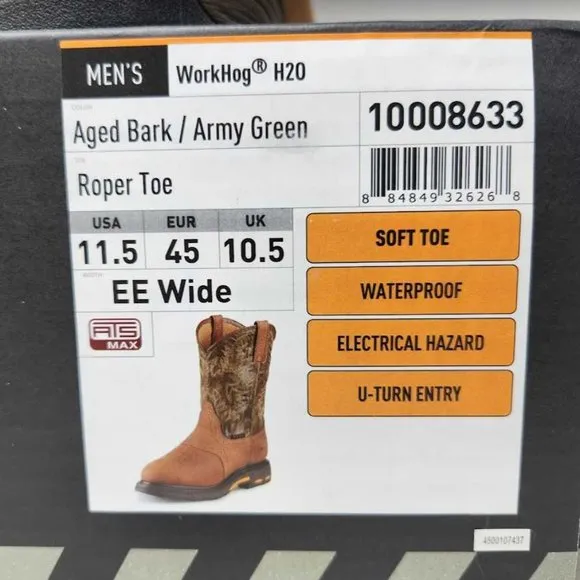 MEN'S
WorkHog® H20
Aged Bark / Army Green
10008633
Roper Toe
8 84849 32626 8
USA EUR UK
11.5 45 10.5
EE Wide
SOFT TOE
WATERPROOF
ELECTRICAL HAZARD
U-TURN ENTRY
ATS
MAX
4500107437